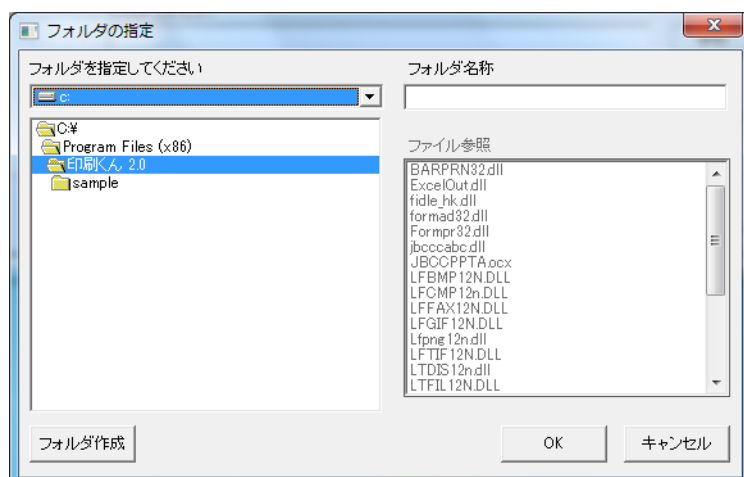 フォルダの指定
フォルダを指定してください
c:
C:¥
Program Files (x86)
印刷くん 2.0
sample
フォルダ名称
ファイル参照
BARPRN32.dll
ExcelOut.dll
fidle_hk.dll
formad32.dll
Formpr32.dll
jbcccabc.dll
JBCCPPTA.ocx
LFBMP12N.DLL
LFCMP12n.DLL
LFFAX12N.DLL
LFGIF12N.DLL
Lfpng12n.dll
LFTIF12N.DLL
LTDIS12n.dll
LTFIL12N.DLL
フォルダ作成
OK
キャンセル